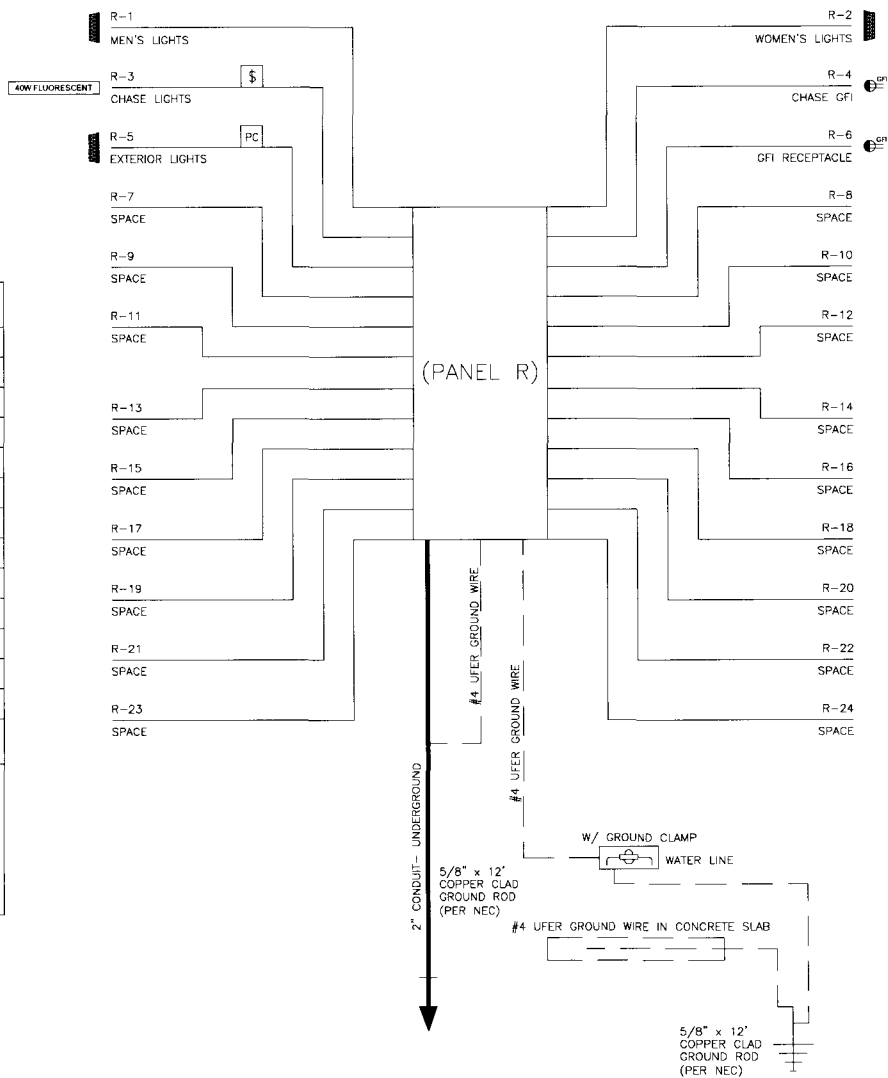 R-1
MEN'S LIGHTS
R-2
WOMEN'S LIGHTS
40W FLUORESCENT
R-3
$
CHASE LIGHTS
R-4
GFI
CHASE GFI
R-5
PC
EXTERIOR LIGHTS
R-6
GFI
GFI RECEPTACLE
R-7
SPACE
R-8
SPACE
R-9
SPACE
R-10
SPACE
R-11
SPACE
R-12
SPACE
(PANEL R)
R-13
SPACE
R-14
SPACE
R-15
SPACE
R-16
SPACE
R-17
SPACE
R-18
SPACE
R-19
SPACE
R-20
SPACE
R-21
SPACE
R-22
SPACE
R-23
SPACE
R-24
SPACE
#4 UFER GROUND WIRE
#4 UFER GROUND WIRE
2" CONDUIT- UNDERGROUND
5/8" x 12'
COPPER CLAD
GROUND ROD
(PER NEC)
W/ GROUND CLAMP
WATER LINE
#4 UFER GROUND WIRE IN CONCRETE SLAB
5/8" x 12'
COPPER CLAD
GROUND ROD
(PER NEC)